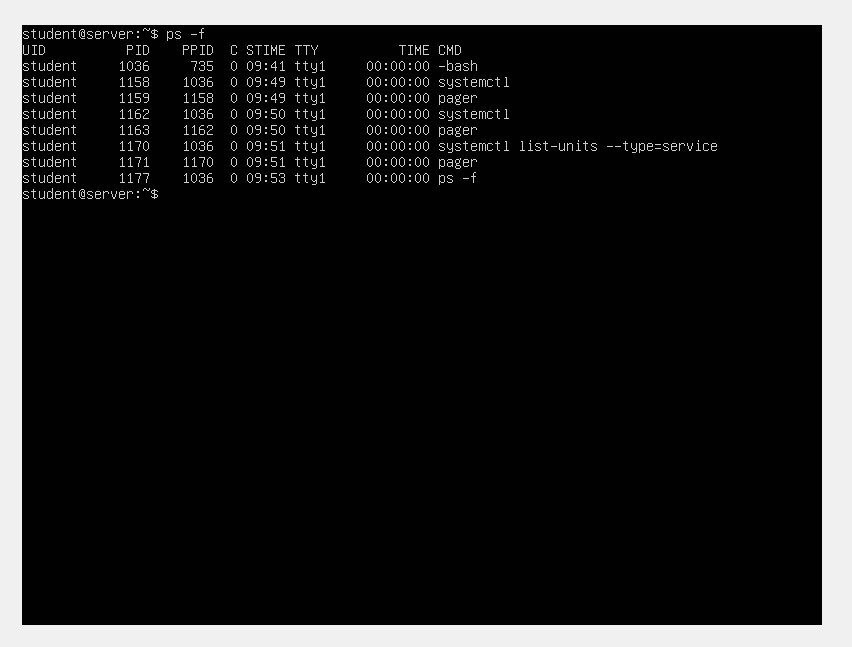 student@server:~$ ps -f
UID          PID    PPID  C STIME TTY          TIME CMD
student     1036     735  0 09:41 tty1     00:00:00 -bash
student     1158    1036  0 09:49 tty1     00:00:00 systemctl
student     1159    1158  0 09:49 tty1     00:00:00 pager
student     1162    1036  0 09:50 tty1     00:00:00 systemctl
student     1163    1162  0 09:50 tty1     00:00:00 pager
student     1170    1036  0 09:51 tty1     00:00:00 systemctl list-units --type=service
student     1171    1170  0 09:51 tty1     00:00:00 pager
student     1177    1036  0 09:53 tty1     00:00:00 ps -f
student@server:~$